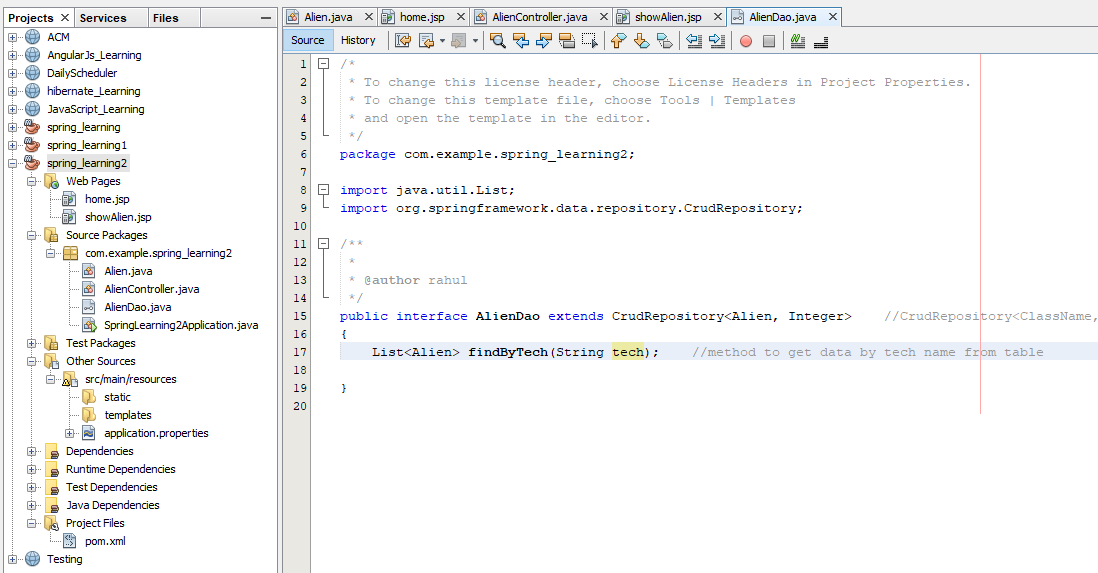 Projects
Services
Files
ACM
AngularJs_Learning
DailyScheduler
hibernate_Learning
JavaScript_Learning
spring_learning
spring_learning1
spring_learning2
Web Pages
home.jsp
showAlien.jsp
Source Packages
com.example.spring_learning2
Alien.java
AlienController.java
AlienDao.java
SpringLearning2Application.java
Test Packages
Other Sources
src/main/resources
static
templates
application.properties
Dependencies
Runtime Dependencies
Test Dependencies
Java Dependencies
Project Files
pom.xml
Testing
Alien.java
home.jsp
AlienController.java
showAlien.jsp
AlienDao.java
Source
History
1 /*
2 * To change this license header, choose License Headers in Project Properties.
3 * To change this template file, choose Tools | Templates
4 * and open the template in the editor.
5 */
6 package com.example.spring_learning2;
7
8 import java.util.List;
9 import org.springframework.data.repository.CrudRepository;
10
11 /**
12 *
13 * @author rahul
14 */
15 public interface AlienDao extends CrudRepository<Alien, Integer> //CrudRepository<ClassName,
16 {
17 List<Alien> findByTech(String tech); //method to get data by tech name from table
18
19 }
20